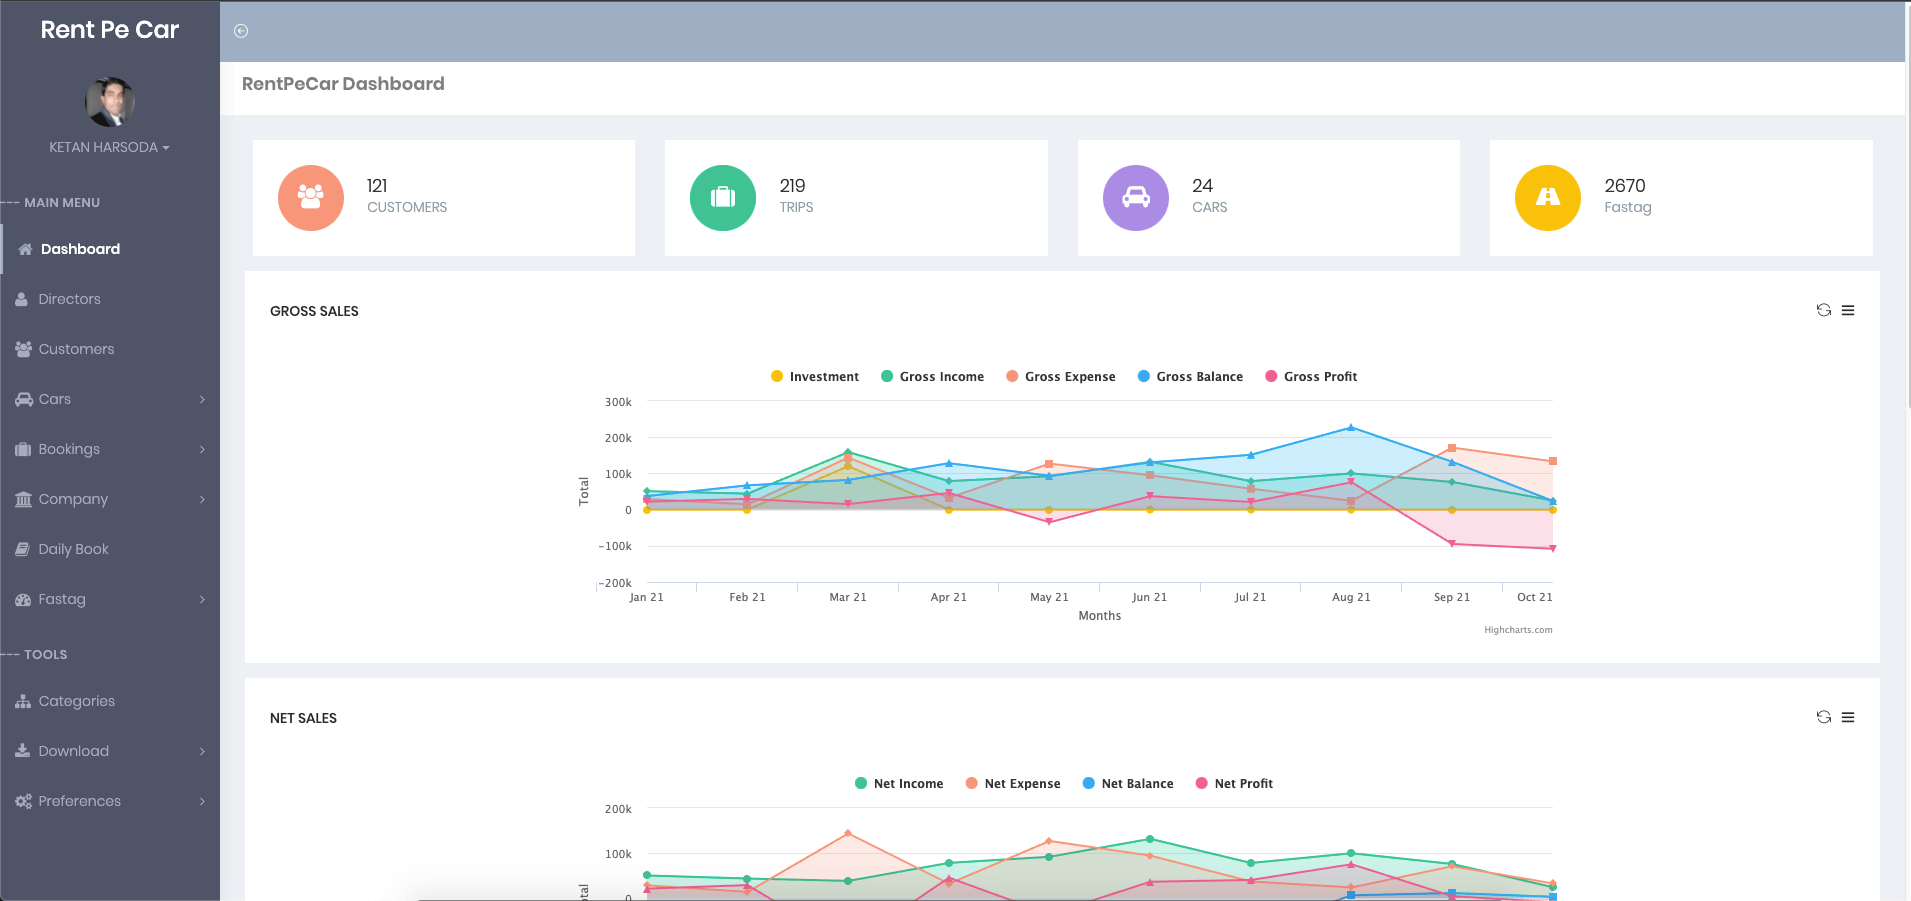 Rent Pe Car
KETAN HARSODA
--- MAIN MENU
Dashboard
Directors
Customers
Cars
Bookings
Company
Daily Book
Fastag
--- TOOLS
Categories
Download
Preferences
RentPeCar Dashboard
121
CUSTOMERS
219
TRIPS
24
CARS
2670
Fastag
GROSS SALES
Investment Gross Income Gross Expense Gross Balance Gross Profit
300k
200k
100k
0
-100k
-200k
Total
Jan 21 Feb 21 Mar 21 Apr 21 May 21 Jun 21 Jul 21 Aug 21 Sep 21 Oct 21
Months
Highcharts.com
NET SALES
Net Income Net Expense Net Balance Net Profit
200k
100k
0